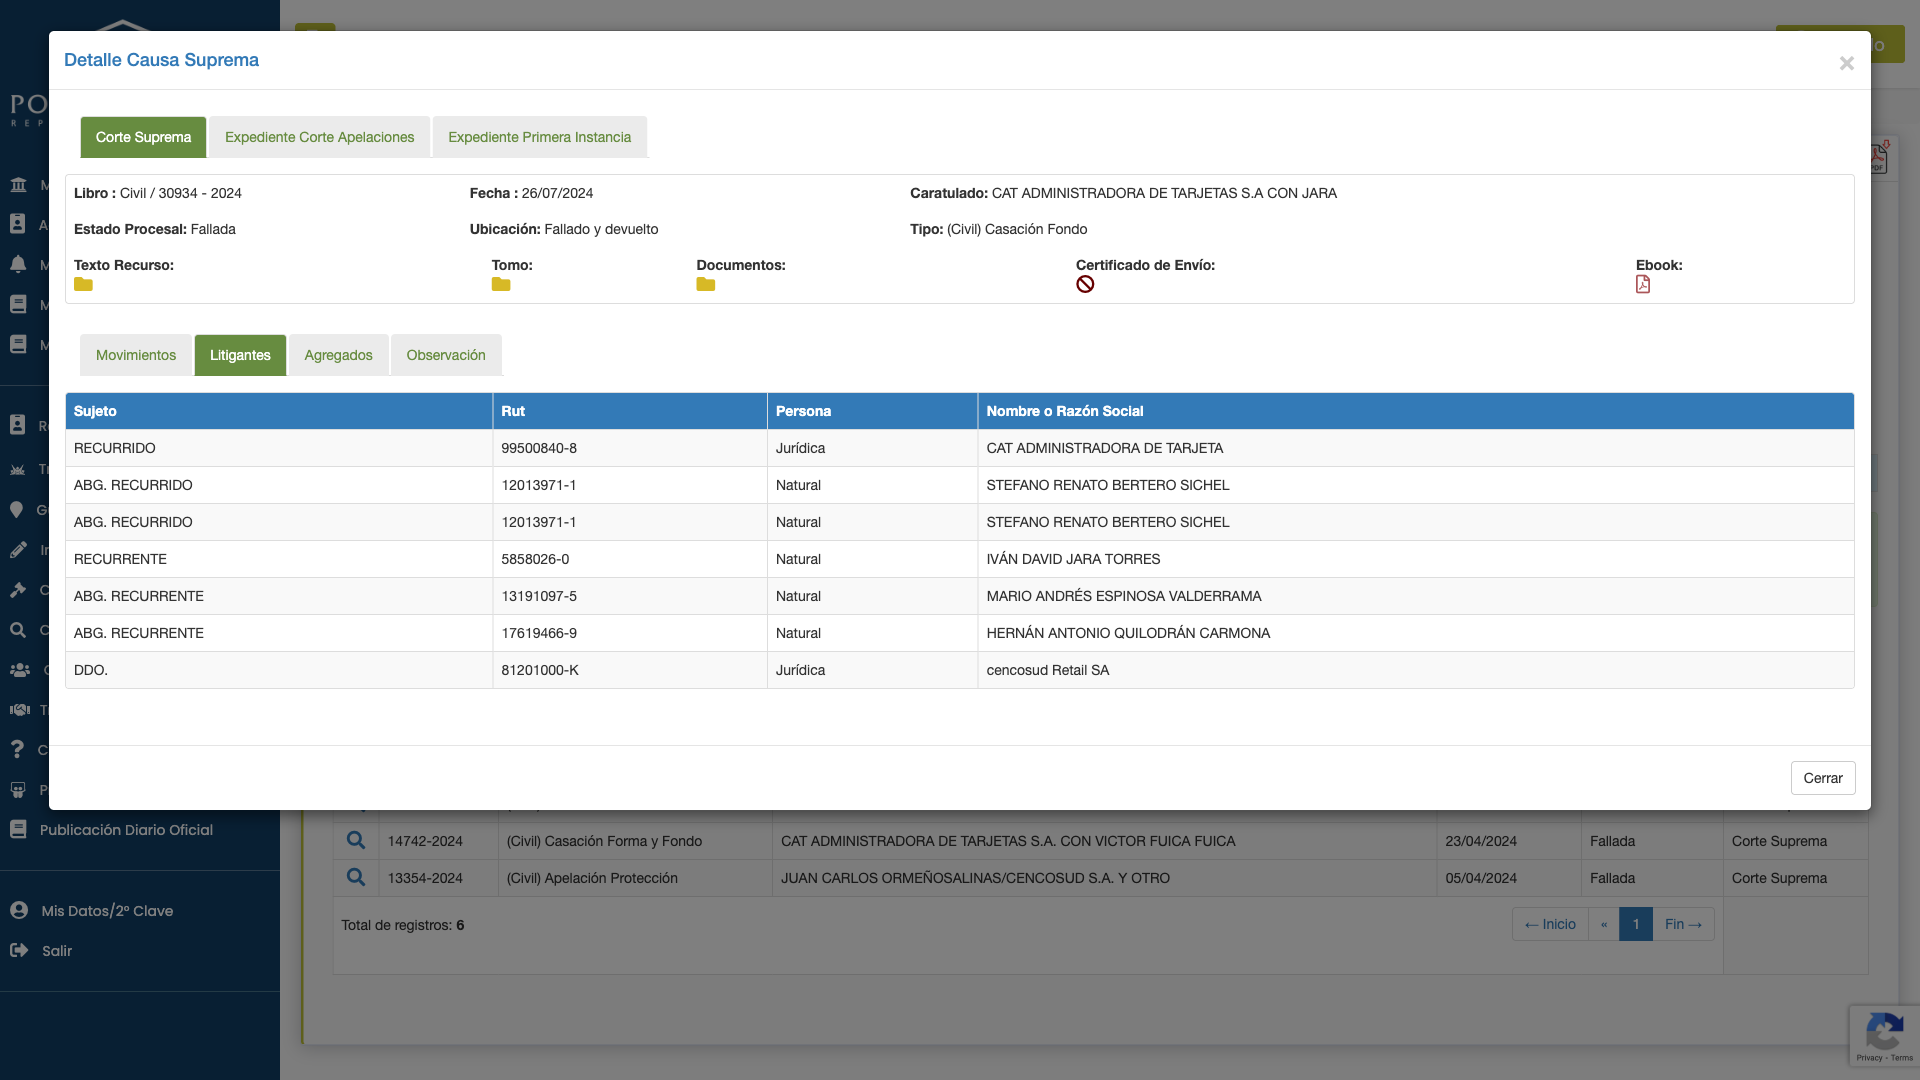 Detalle Causa Suprema
×
Corte Suprema
Expediente Corte Apelaciones
Expediente Primera Instancia
Libro : Civil / 30934 - 2024
Fecha : 26/07/2024
Caratulado: CAT ADMINISTRADORA DE TARJETAS S.A CON JARA
Estado Procesal: Fallada
Ubicación: Fallado y devuelto
Tipo: (Civil) Casación Fondo
Texto Recurso:
Tomo:
Documentos:
Certificado de Envío:
Ebook:
Movimientos
Litigantes
Agregados
Observación
Sujeto Rut Persona Nombre o Razón Social
RECURRIDO 99500840-8 Jurídica CAT ADMINISTRADORA DE TARJETA
ABG. RECURRIDO 12013971-1 Natural STEFANO RENATO BERTERO SICHEL
ABG. RECURRIDO 12013971-1 Natural STEFANO RENATO BERTERO SICHEL
RECURRENTE 5858026-0 Natural IVÁN DAVID JARA TORRES
ABG. RECURRENTE 13191097-5 Natural MARIO ANDRÉS ESPINOSA VALDERRAMA
ABG. RECURRENTE 17619466-9 Natural HERNÁN ANTONIO QUILODRÁN CARMONA
DDO. 81201000-K Jurídica cencosud Retail SA
Cerrar
Publicación Diario Oficial
Mis Datos/2º Clave
Salir
14742-2024 (Civil) Casación Forma y Fondo CAT ADMINISTRADORA DE TARJETAS S.A. CON VICTOR FUICA FUICA 23/04/2024 Fallada Corte Suprema
13354-2024 (Civil) Apelación Protección JUAN CARLOS ORMEÑOSALINAS/CENCOSUD S.A. Y OTRO 05/04/2024 Fallada Corte Suprema
Total de registros: 6
← Inicio « 1 Fin →
Privacy - Terms